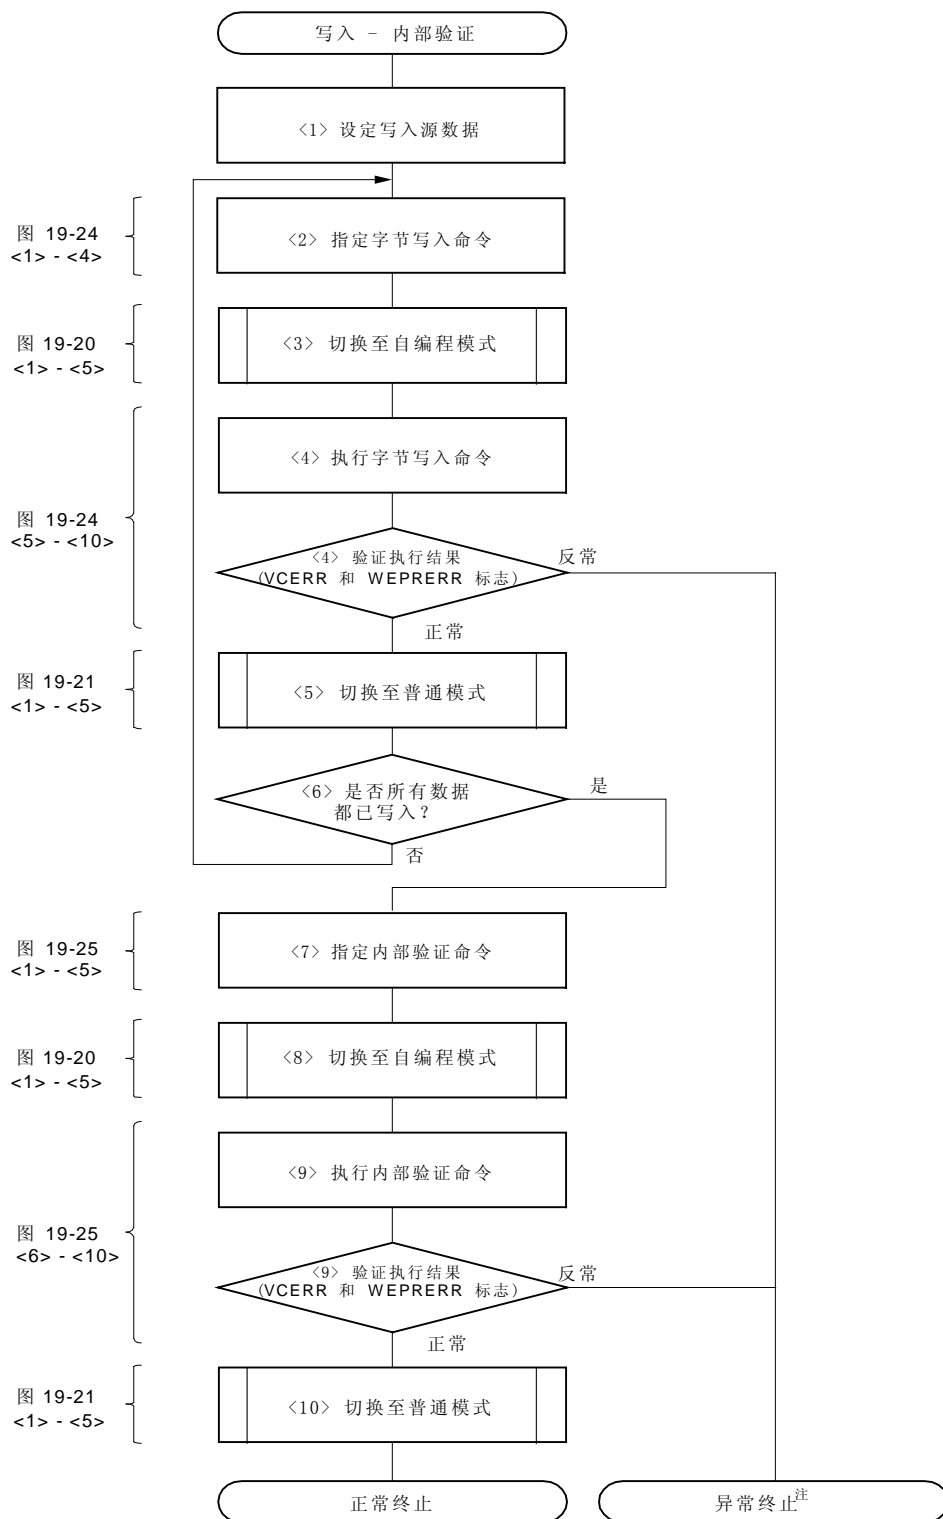 写入 - 内部验证
<1> 设定写入源数据
图 19-24
<1> - <4>
<2> 指定字节写入命令
图 19-20
<1> - <5>
<3> 切换至自编程模式
<4> 执行字节写入命令
图 19-24
<5> - <10>
<4> 验证执行结果
(VCERR 和 WEPRERR 标志)
反常
正常
图 19-21
<1> - <5>
<5> 切换至普通模式
<6> 是否所有数据
都已写入？
是
否
图 19-25
<1> - <5>
<7> 指定内部验证命令
图 19-20
<1> - <5>
<8> 切换至自编程模式
<9> 执行内部验证命令
图 19-25
<6> - <10>
<9> 验证执行结果
(VCERR 和 WEPRERR 标志)
反常
正常
图 19-21
<1> - <5>
<10> 切换至普通模式
正常终止
异常终止注